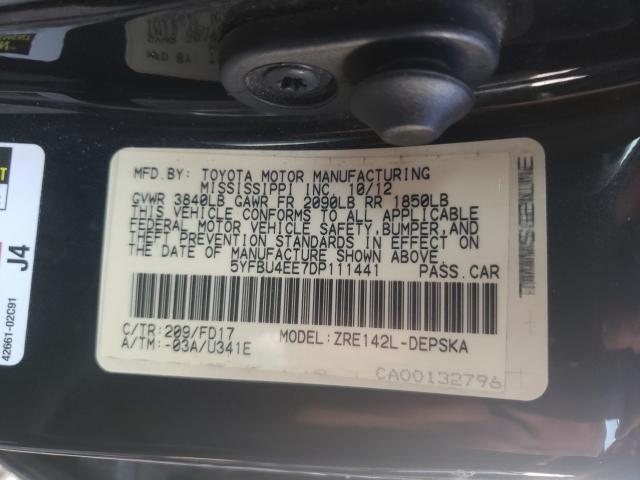 MFD.BY: TOYOTA MOTOR MANUFACTURING
MISSISSIPPI INC 10/12
GVWR 3840LB GAWR FR 2090LB RR 1850LB
THIS VEHICLE CONFORMS TO ALL APPLICABLE
FEDERAL MOTOR VEHICLE SAFETY,BUMPER,AND
THEFT PREVENTION STANDARDS IN EFFECT ON
THE DATE OF MANUFACTURE SHOWN ABOVE.
5YFBU4EE7DP111441 PASS.CAR
C/TR:209/FD17 MODEL:ZRE142L-DEPSKA
A/TM:-03A/U341E
CA00132796
J4
42661-02C91